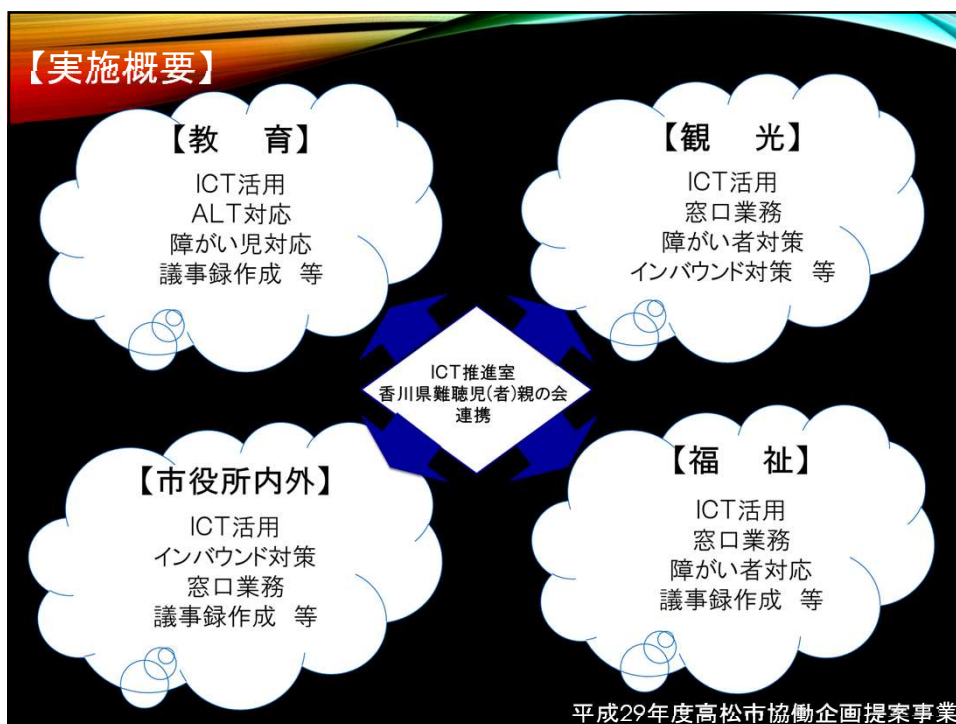 【実施概要】
【教　育】
ICT活用
ALT対応
障がい児対応
議事録作成　等
【観　光】
ICT活用
窓口業務
障がい者対策
インバウンド対策　等
ICT推進室
香川県難聴児(者)親の会
連携
【市役所内外】
ICT活用
インバウンド対策
窓口業務
議事録作成　等
【福　祉】
ICT活用
窓口業務
障がい者対応
議事録作成　等
平成29年度高松市協働企画提案事業